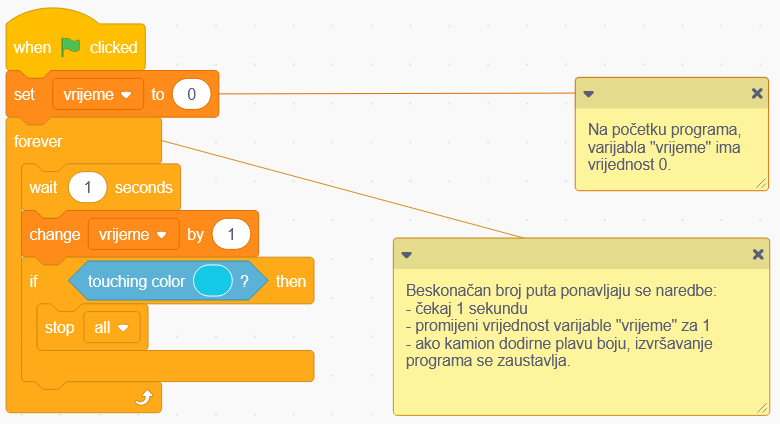 when clicked
set vrijeme to 0
forever
wait 1 seconds
change vrijeme by 1
if touching color ? then
stop all
Na početku programa,
varijabla "vrijeme" ima
vrijednost 0.
Beskonačan broj puta ponavljaju se naredbe:
- čekaj 1 sekundu
- promijeni vrijednost varijable "vrijeme" za 1
- ako kamion dodirne plavu boju, izvršavanje
programa se zaustavlja.